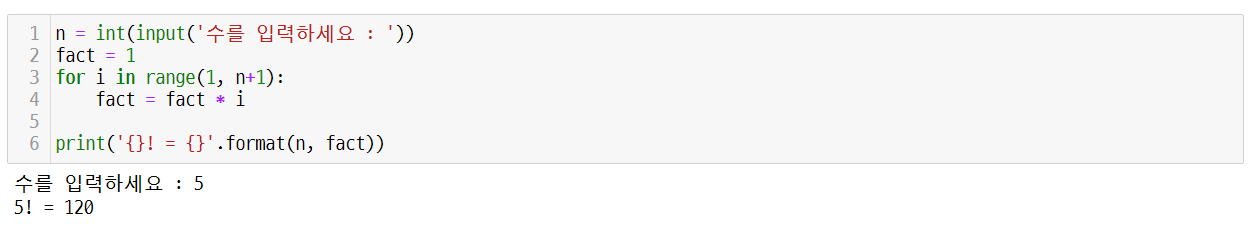 1 n = int(input('수를 입력하세요 : '))
2 fact = 1
3 for i in range(1, n+1):
4     fact = fact * i
5
6 print('{}! = {}'.format(n, fact))
수를 입력하세요 : 5
5! = 120